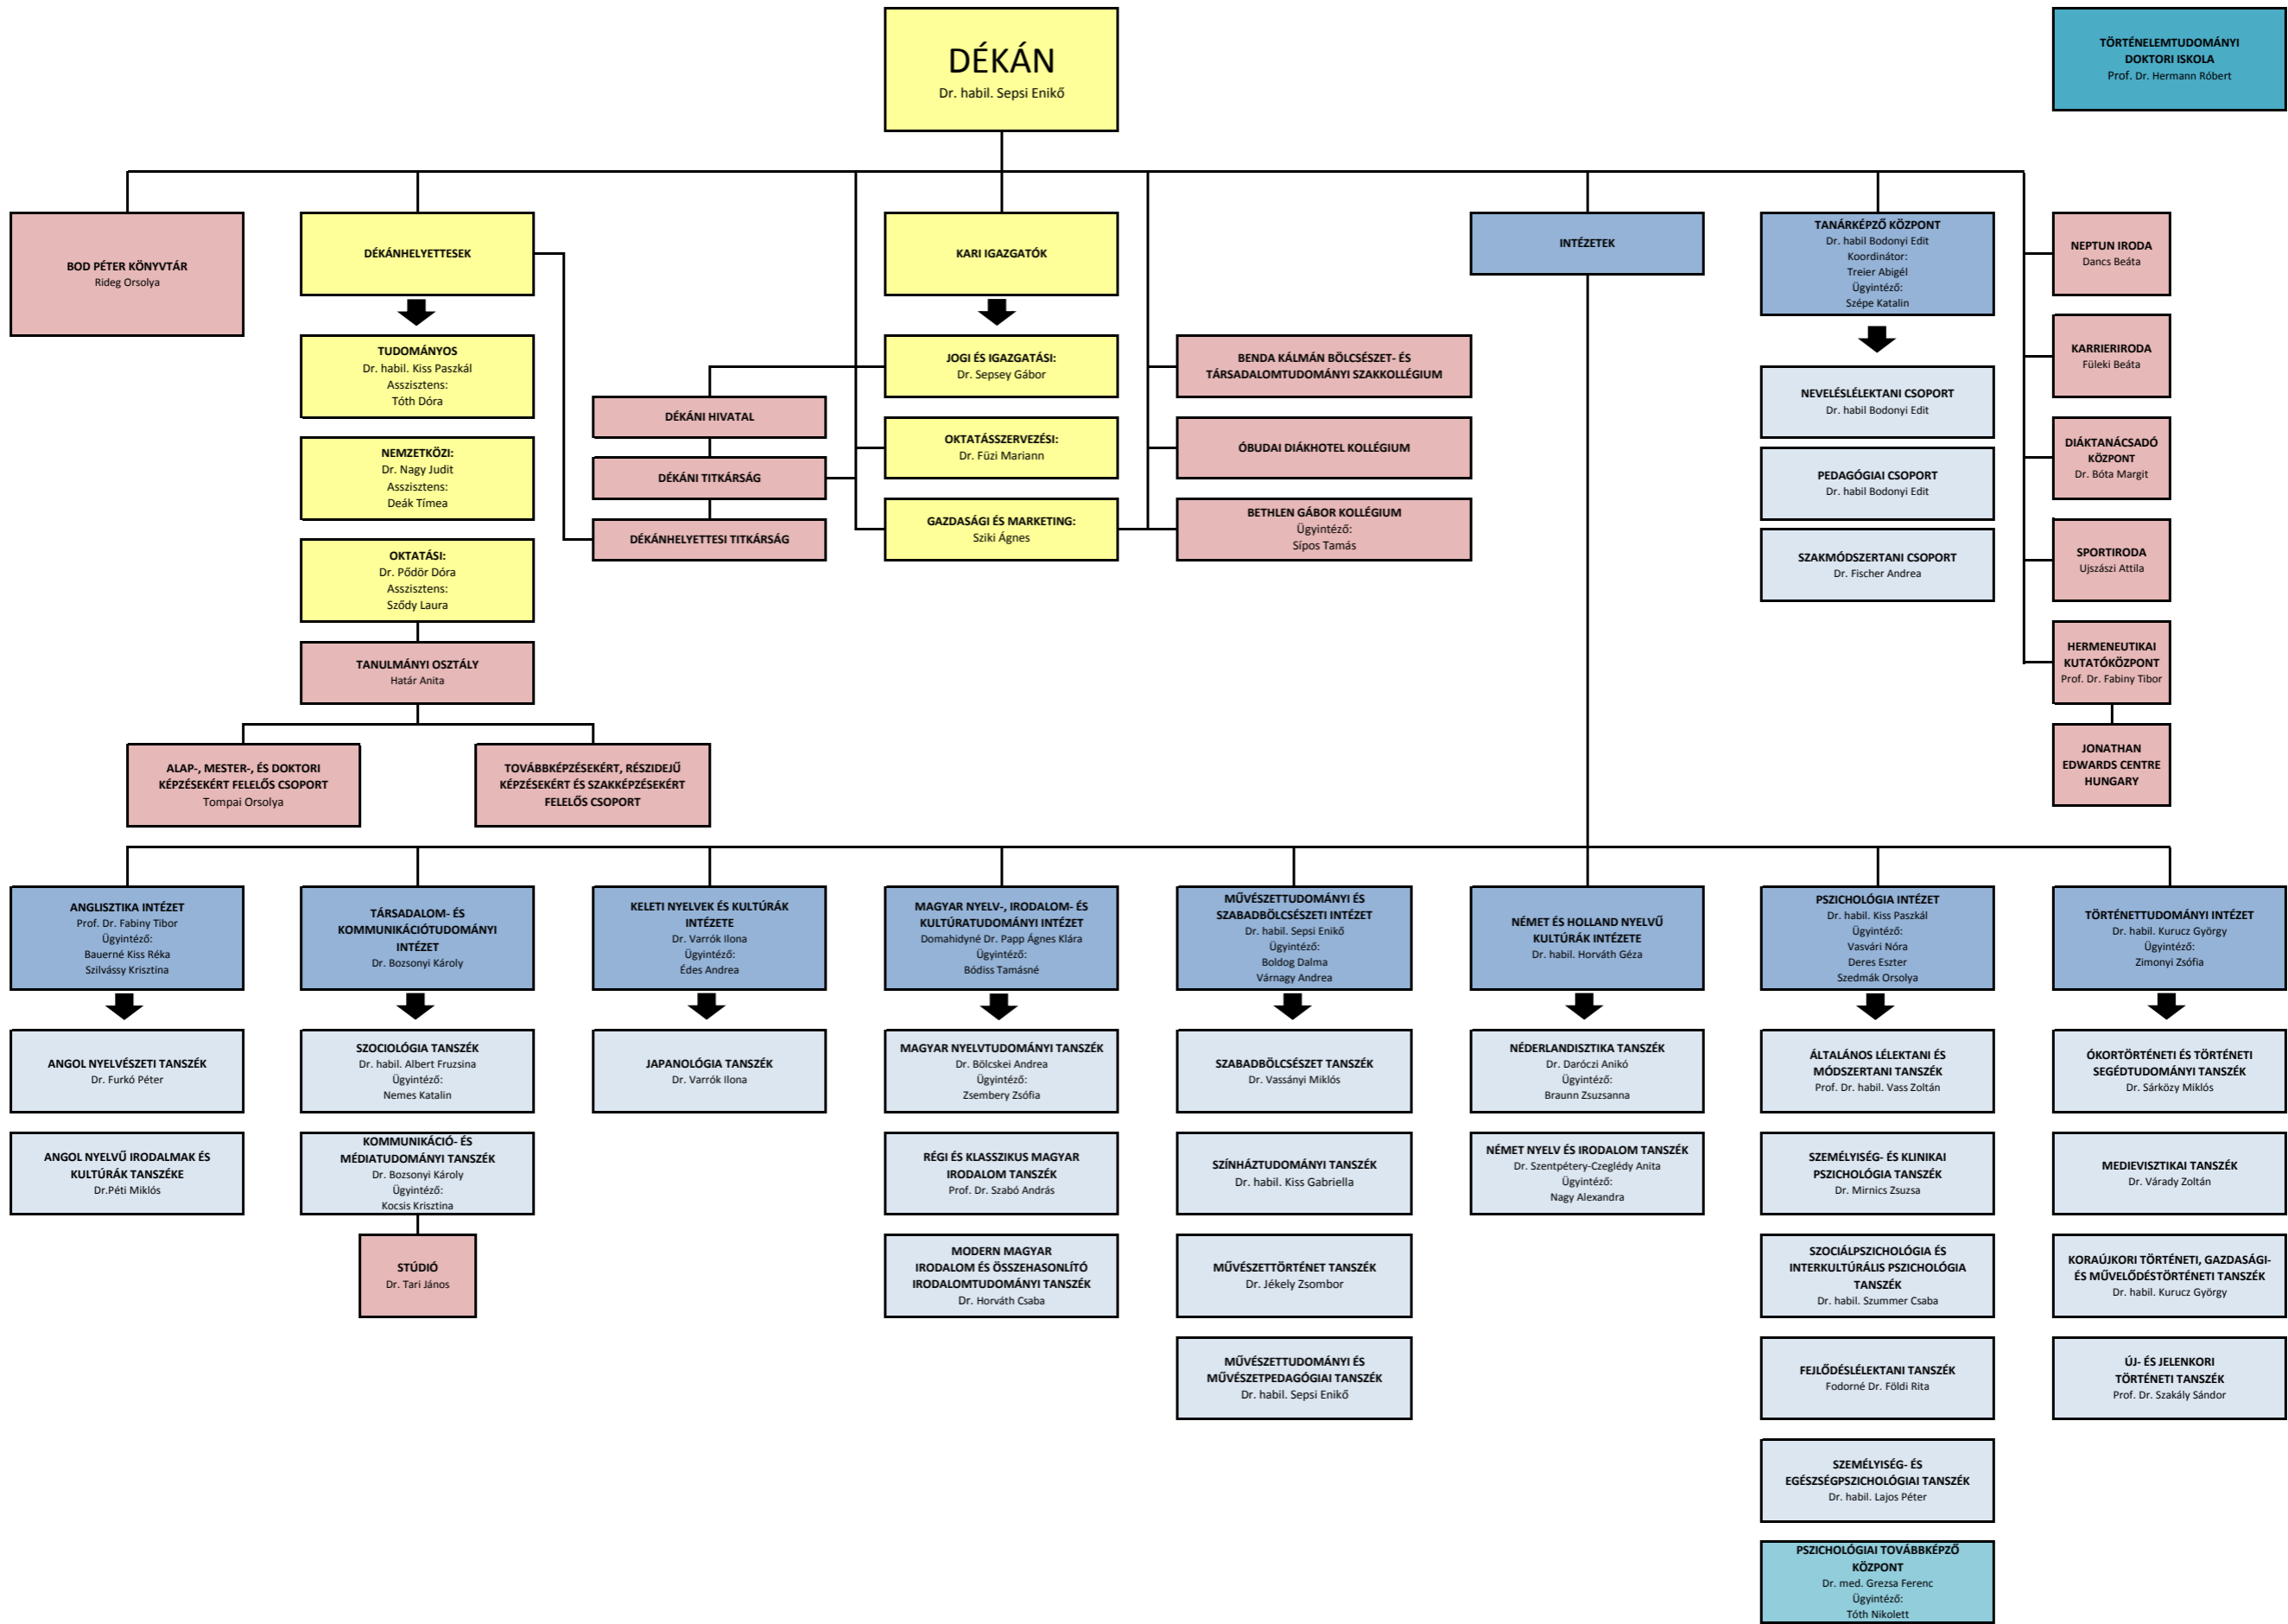 DÉKÁN
Dr. habil. Sepsi Enikő
TÖRTÉNELEMTUDOMÁNYI
DOKTORI ISKOLA
Prof. Dr. Hermann Róbert
BOD PÉTER KÖNYVTÁR
Rideg Orsolya
DÉKÁNHELYETTESEK
KARI IGAZGATÓK
INTÉZETEK
TANÁRKÉPZŐ KÖZPONT
Dr. habil Bodonyi Edit
Koordinátor:
Treier Abigél
Ügyintéző:
Szépe Katalin
NEPTUN IRODA
Dancs Beáta
TUDOMÁNYOS
Dr. habil. Kiss Paszkál
Asszisztens:
Tóth Dóra
JOGI ÉS IGAZGATÁSI:
Dr. Sepsey Gábor
BENDA KÁLMÁN BÖLCSÉSZET- ÉS
TÁRSADALOMTUDOMÁNYI SZAKKOLLÉGIUM
KARRIERIRODA
Füleki Beáta
NEVELÉSLÉLEKTANI CSOPORT
Dr. habil Bodonyi Edit
DÉKÁNI HIVATAL
NEMZETKÖZI:
Dr. Nagy Judit
Asszisztens:
Deák Tímea
DÉKÁNI TITKÁRSÁG
OKTATÁSSZERVEZÉSI:
Dr. Füzi Mariann
ÓBUDAI DIÁKHOTEL KOLLÉGIUM
PEDAGÓGIAI CSOPORT
Dr. habil Bodonyi Edit
DIÁKTANÁCSADÓ
KÖZPONT
Dr. Bóta Margit
DÉKÁNHELYETTESI TITKÁRSÁG
GAZDASÁGI ÉS MARKETING:
Sziki Ágnes
BETHLEN GÁBOR KOLLÉGIUM
Ügyintéző:
Sípos Tamás
SZAKMÓDSZERTANI CSOPORT
Dr. Fischer Andrea
SPORTIRODA
Ujszászi Attila
OKTATÁSI:
Dr. Pődör Dóra
Asszisztens:
Sződy Laura
TANULMÁNYI OSZTÁLY
Határ Anita
HERMENEUTIKAI
KUTATÓKÖZPONT
Prof. Dr. Fabiny Tibor
ALAP-, MESTER-, ÉS DOKTORI
KÉPZÉSEKÉRT FELELŐS CSOPORT
Tompai Orsolya
TOVÁBBKÉPZÉSEKÉRT, RÉSZIDEJŰ
KÉPZÉSEKÉRT ÉS SZAKKÉPZÉSEKÉRT
FELELŐS CSOPORT
JONATHAN
EDWARDS CENTRE
HUNGARY
ANGLISZTIKA INTÉZET
Prof. Dr. Fabiny Tibor
Ügyintéző:
Bauerné Kiss Réka
Szilvássy Krisztina
TÁRSADALOM- ÉS
KOMMUNIKÁCIÓTUDOMÁNYI
INTÉZET
Dr. Bozsonyi Károly
KELETI NYELVEK ÉS KULTÚRÁK
INTÉZETE
Dr. Varrók Ilona
Ügyintéző:
Édes Andrea
MAGYAR NYELV-, IRODALOM- ÉS
KULTÚRATUDOMÁNYI INTÉZET
Domahidyné Dr. Papp Ágnes Klára
Ügyintéző:
Bódiss Tamásné
MŰVÉSZETTUDOMÁNYI ÉS
SZABADBÖLCSÉSZETI INTÉZET
Dr. habil. Sepsi Enikő
Ügyintéző:
Boldog Dalma
Várnagy Andrea
NÉMET ÉS HOLLAND NYELVŰ
KULTÚRÁK INTÉZETE
Dr. habil. Horváth Géza
PSZICHOLÓGIA INTÉZET
Dr. habil. Kiss Paszkál
Ügyintéző:
Vasvári Nóra
Deres Eszter
Szedmák Orsolya
TÖRTÉNETTUDOMÁNYI INTÉZET
Dr. habil. Kurucz György
Ügyintéző:
Zimonyi Zsófia
ANGOL NYELVÉSZETI TANSZÉK
Dr. Furkó Péter
SZOCIOLÓGIA TANSZÉK
Dr. habil. Albert Fruzsina
Ügyintéző:
Nemes Katalin
JAPANOLÓGIA TANSZÉK
Dr. Varrók Ilona
MAGYAR NYELVTUDOMÁNYI TANSZÉK
Dr. Bölcskei Andrea
Ügyintéző:
Zsembery Zsófia
SZABADBÖLCSÉSZET TANSZÉK
Dr. Vassányi Miklós
NÉDERLANDISZTIKA TANSZÉK
Dr. Daróczi Anikó
Ügyintéző:
Braunn Zsuzsanna
ÁLTALÁNOS LÉLEKTANI ÉS
MÓDSZERTANI TANSZÉK
Prof. Dr. habil. Vass Zoltán
ÓKORTÖRTÉNETI ÉS TÖRTÉNETI
SEGÉDTUDOMÁNYI TANSZÉK
Dr. Sárközy Miklós
ANGOL NYELVŰ IRODALMAK ÉS
KULTÚRÁK TANSZÉKE
Dr.Péti Miklós
KOMMUNIKÁCIÓ- ÉS
MÉDIATUDOMÁNYI TANSZÉK
Dr. Bozsonyi Károly
Ügyintéző:
Kocsis Krisztina
RÉGI ÉS KLASSZIKUS MAGYAR
IRODALOM TANSZÉK
Prof. Dr. Szabó András
SZÍNHÁZTUDOMÁNYI TANSZÉK
Dr. habil. Kiss Gabriella
NÉMET NYELV ÉS IRODALOM TANSZÉK
Dr. Szentpétery-Czeglédy Anita
Ügyintéző:
Nagy Alexandra
SZEMÉLYISÉG- ÉS KLINIKAI
PSZICHOLÓGIA TANSZÉK
Dr. Mirnics Zsuzsa
MEDIEVISZTIKAI TANSZÉK
Dr. Várady Zoltán
STÚDIÓ
Dr. Tari János
MODERN MAGYAR
IRODALOM ÉS ÖSSZEHASONLÍTÓ
IRODALOMTUDOMÁNYI TANSZÉK
Dr. Horváth Csaba
MŰVÉSZETTÖRTÉNET TANSZÉK
Dr. Jékely Zsombor
SZOCIÁLPSZICHOLÓGIA ÉS
INTERKULTÚRÁLIS PSZICHOLÓGIA
TANSZÉK
Dr. habil. Szummer Csaba
KORAÚJKORI TÖRTÉNETI, GAZDASÁGI-
ÉS MŰVELŐDÉSTÖRTÉNETI TANSZÉK
Dr. habil. Kurucz György
MŰVÉSZETTUDOMÁNYI ÉS
MŰVÉSZETPEDAGÓGIAI TANSZÉK
Dr. habil. Sepsi Enikő
FEJLŐDÉSLÉLEKTANI TANSZÉK
Fodorné Dr. Földi Rita
ÚJ- ÉS JELENKORI
TÖRTÉNETI TANSZÉK
Prof. Dr. Szakály Sándor
SZEMÉLYISÉG- ÉS
EGÉSZSÉGPSZICHOLÓGIAI TANSZÉK
Dr. habil. Lajos Péter
PSZICHOLÓGIAI TOVÁBBKÉPZŐ
KÖZPONT
Dr. med. Grezsa Ferenc
Ügyintéző:
Tóth Nikolett